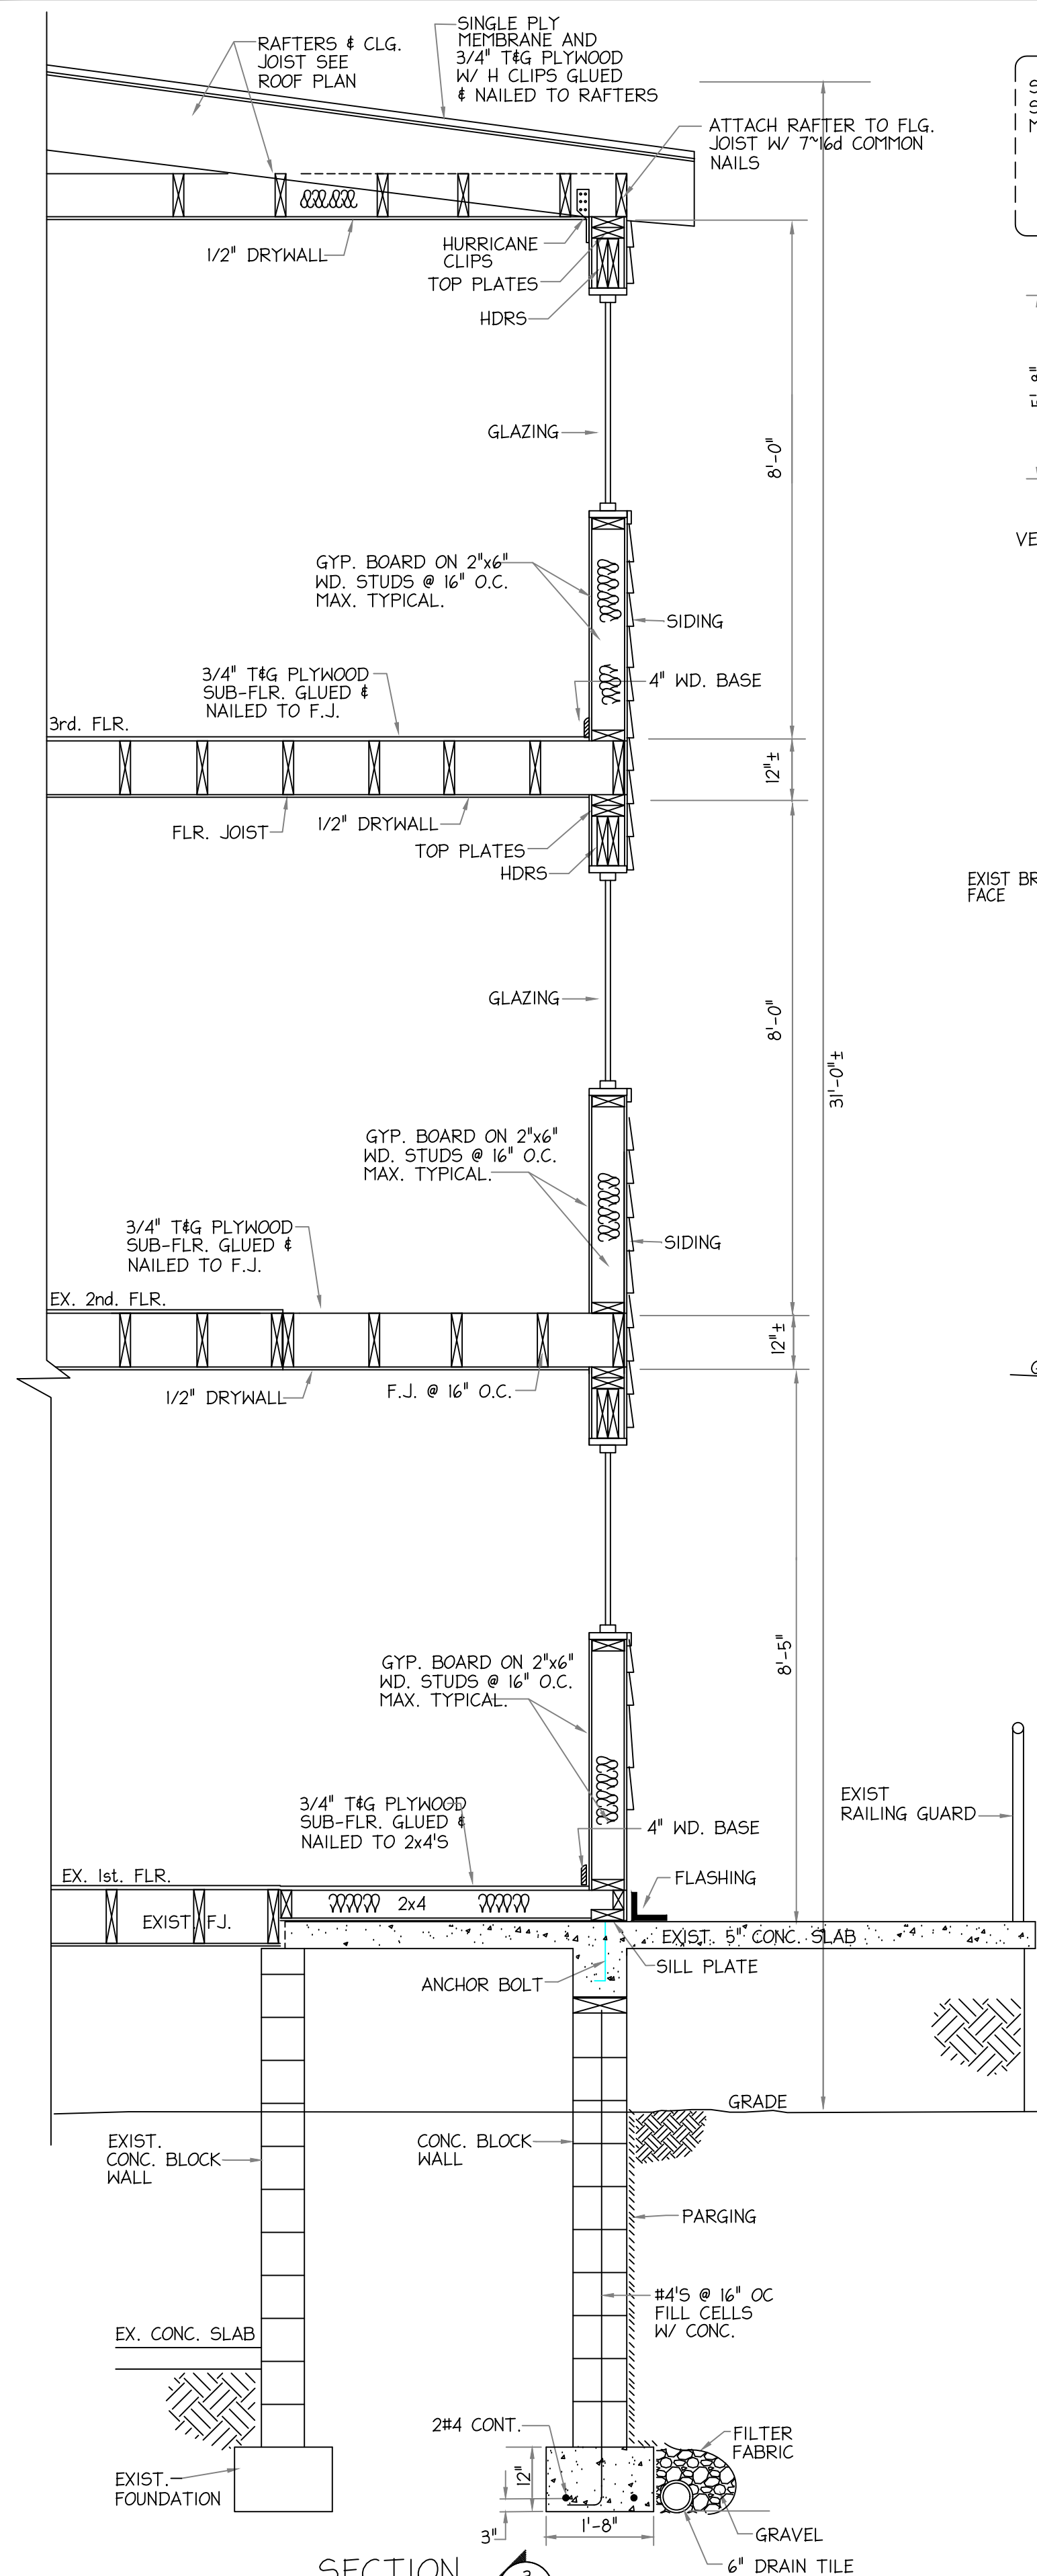 RAFTERS & CLG.
JOIST SEE
ROOF PLAN
SINGLE PLY
MEMBRANE AND
3/4" T&G PLYWOOD
W/ H CLIPS GLUED
& NAILED TO RAFTERS
ATTACH RAFTER TO FLG.
JOIST W/ 7~16d COMMON
NAILS
1/2" DRYWALL
HURRICANE
CLIPS
TOP PLATES
HDRS
GLAZING
8'-0"
GYP. BOARD ON 2"x6"
WD. STUDS @ 16" O.C.
MAX. TYPICAL.
SIDING
3/4" T&G PLYWOOD
SUB-FLR. GLUED &
NAILED TO F.J.
4" WD. BASE
3rd. FLR.
12"±
FLR. JOIST
1/2" DRYWALL
TOP PLATES
HDRS
EXIST BR
FACE
GLAZING
8'-0"
31'-0"±
GYP. BOARD ON 2"x6"
WD. STUDS @ 16" O.C.
MAX. TYPICAL.
3/4" T&G PLYWOOD
SUB-FLR. GLUED &
NAILED TO F.J.
SIDING
EX. 2nd. FLR.
12"±
1/2" DRYWALL
F.J. @ 16" O.C.
8'-5"
GYP. BOARD ON 2"x6"
WD. STUDS @ 16" O.C.
MAX. TYPICAL.
3/4" T&G PLYWOOD
SUB-FLR. GLUED &
NAILED TO 2x4'S
EXIST
RAILING GUARD
4" WD. BASE
EX. 1st. FLR.
FLASHING
2x4
EXIST. F.J.
EXIST. 5" CONC. SLAB
SILL PLATE
ANCHOR BOLT
GRADE
EXIST.
CONC. BLOCK
WALL
CONC. BLOCK
WALL
PARGING
#4'S @ 16" OC
FILL CELLS
W/ CONC.
EX. CONC. SLAB
2#4 CONT.
FILTER
FABRIC
12"
EXIST.
FOUNDATION
1'-8"
3"
GRAVEL
6" DRAIN TILE
SECTION